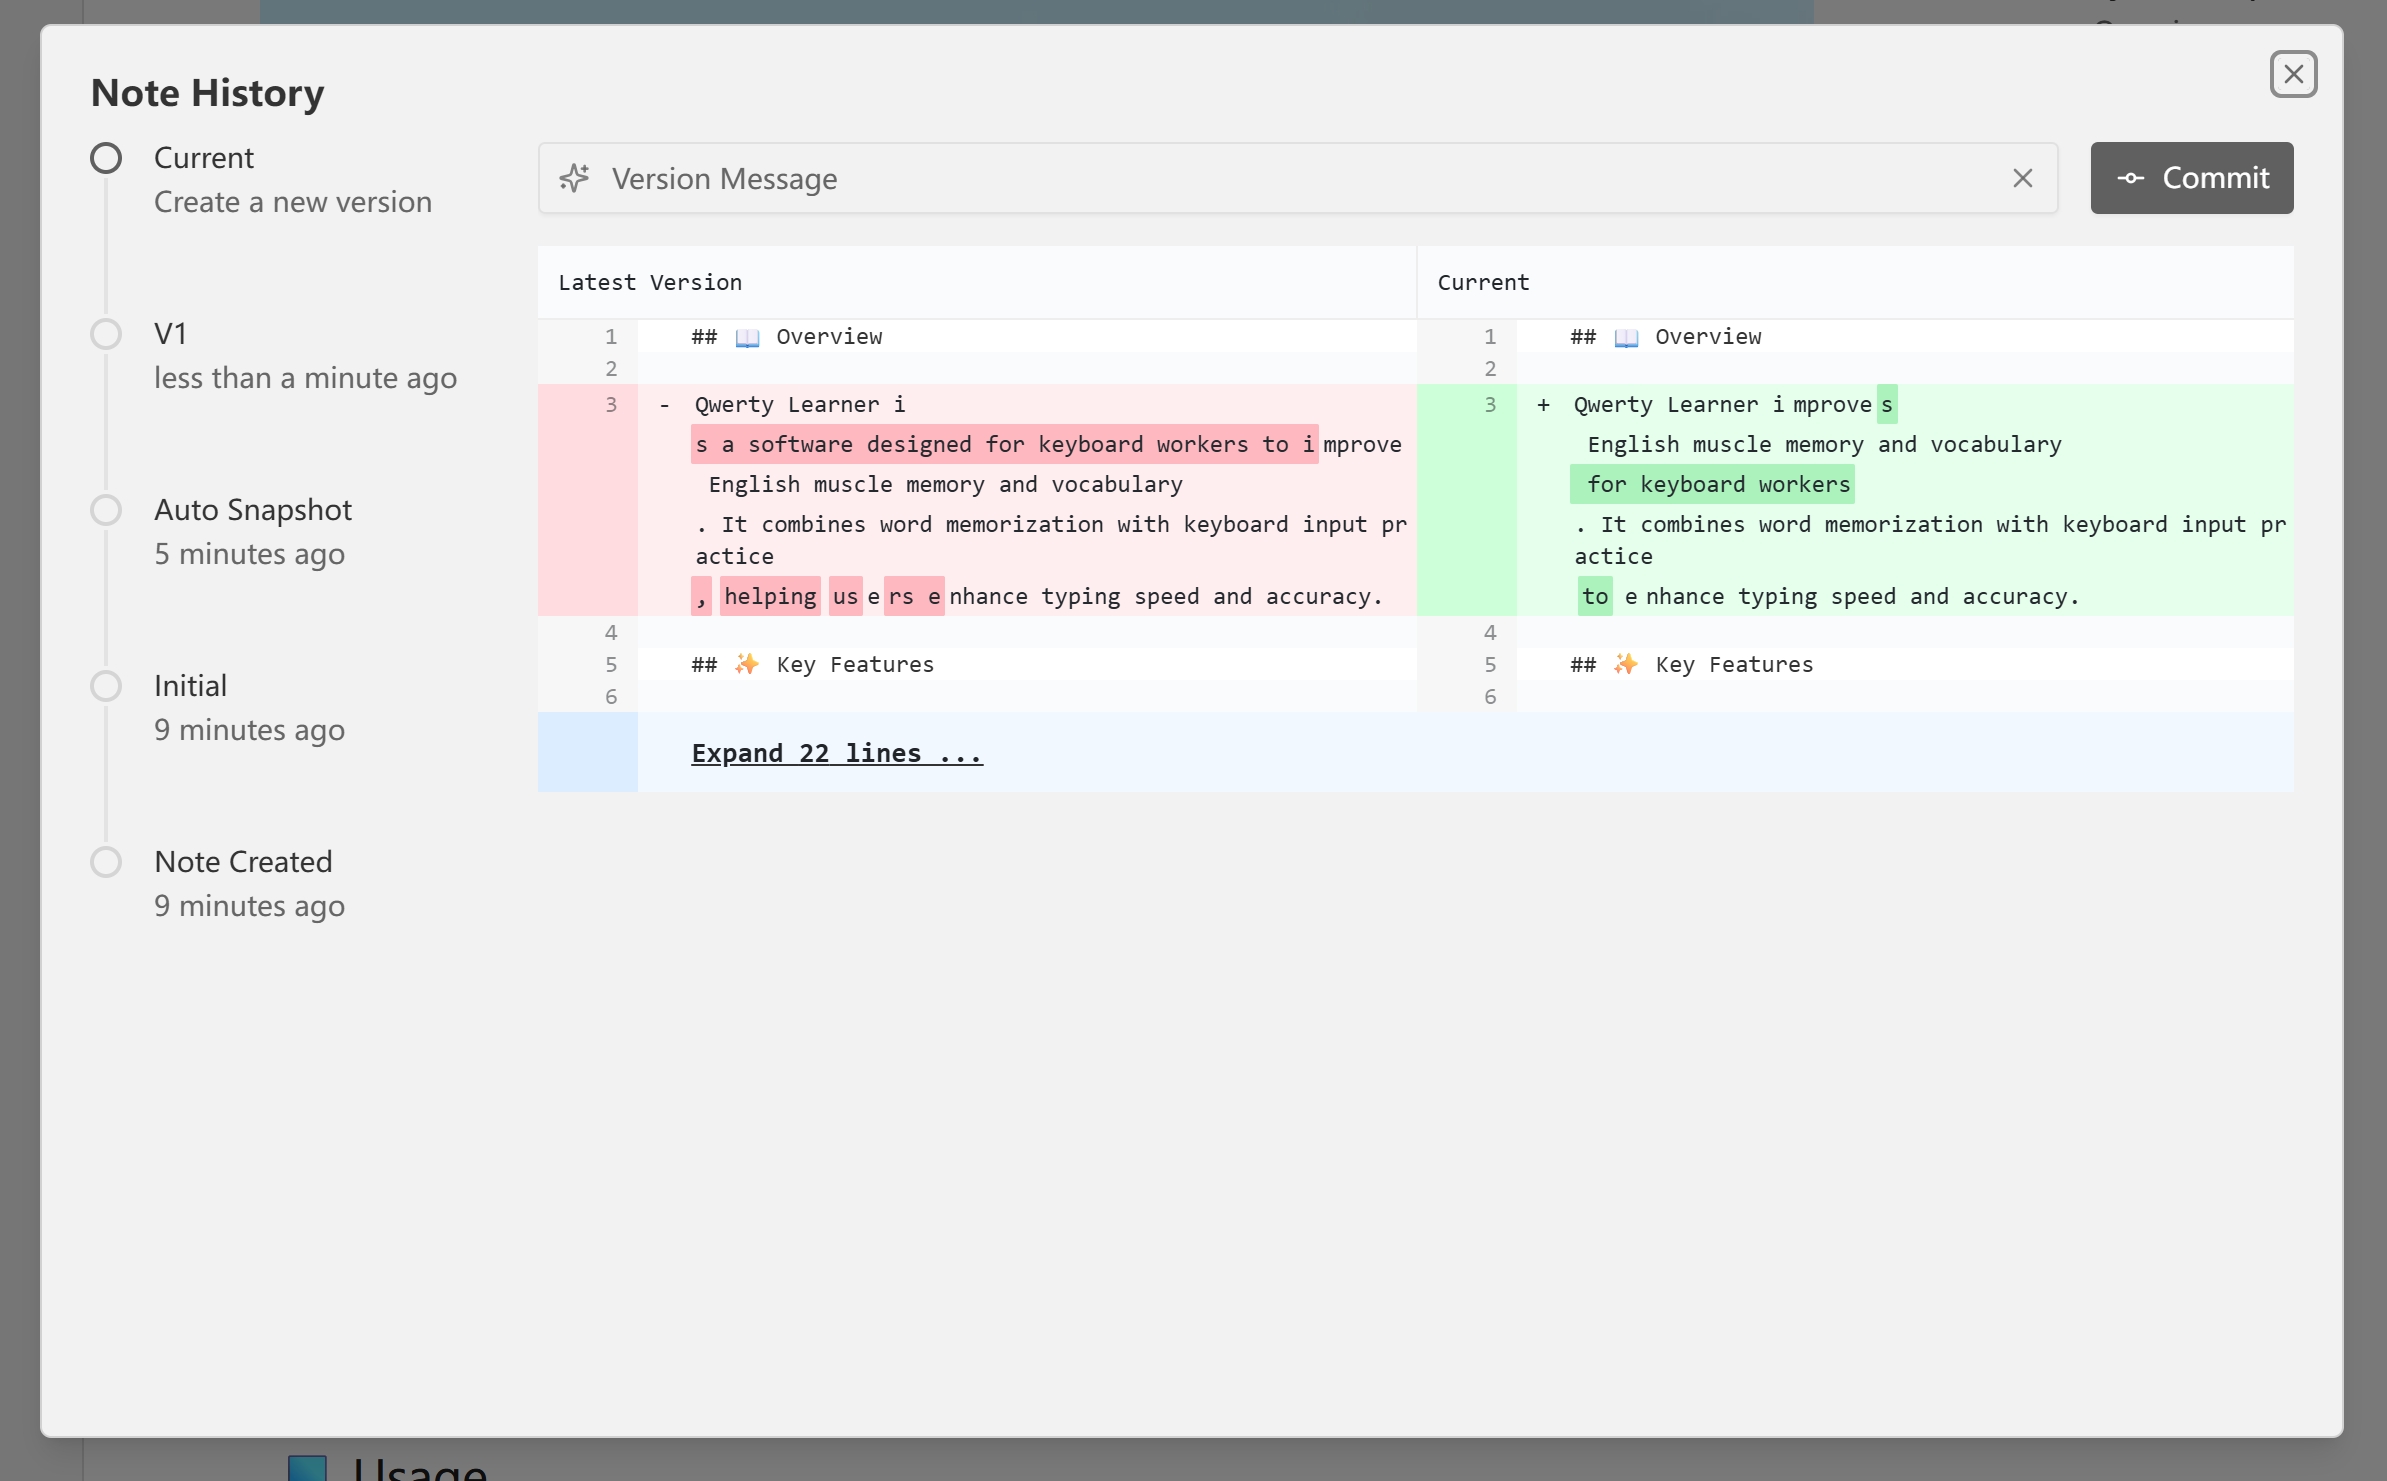 Note History
Current
Create a new version
V1
less than a minute ago
Auto Snapshot
5 minutes ago
Initial
9 minutes ago
Note Created
9 minutes ago
Version Message
Commit
Latest Version
1 ## 📖 Overview
2
3 - Qwerty Learner i
s a software designed for keyboard workers to improve
English muscle memory and vocabulary
. It combines word memorization with keyboard input pr
actice
, helping users enhance typing speed and accuracy.
4
5 ## ✨ Key Features
6
Current
1 ## 📖 Overview
2
3 + Qwerty Learner improves
English muscle memory and vocabulary
for keyboard workers
. It combines word memorization with keyboard input pr
actice
to enhance typing speed and accuracy.
4
5 ## ✨ Key Features
6
Expand 22 lines ...
Usage